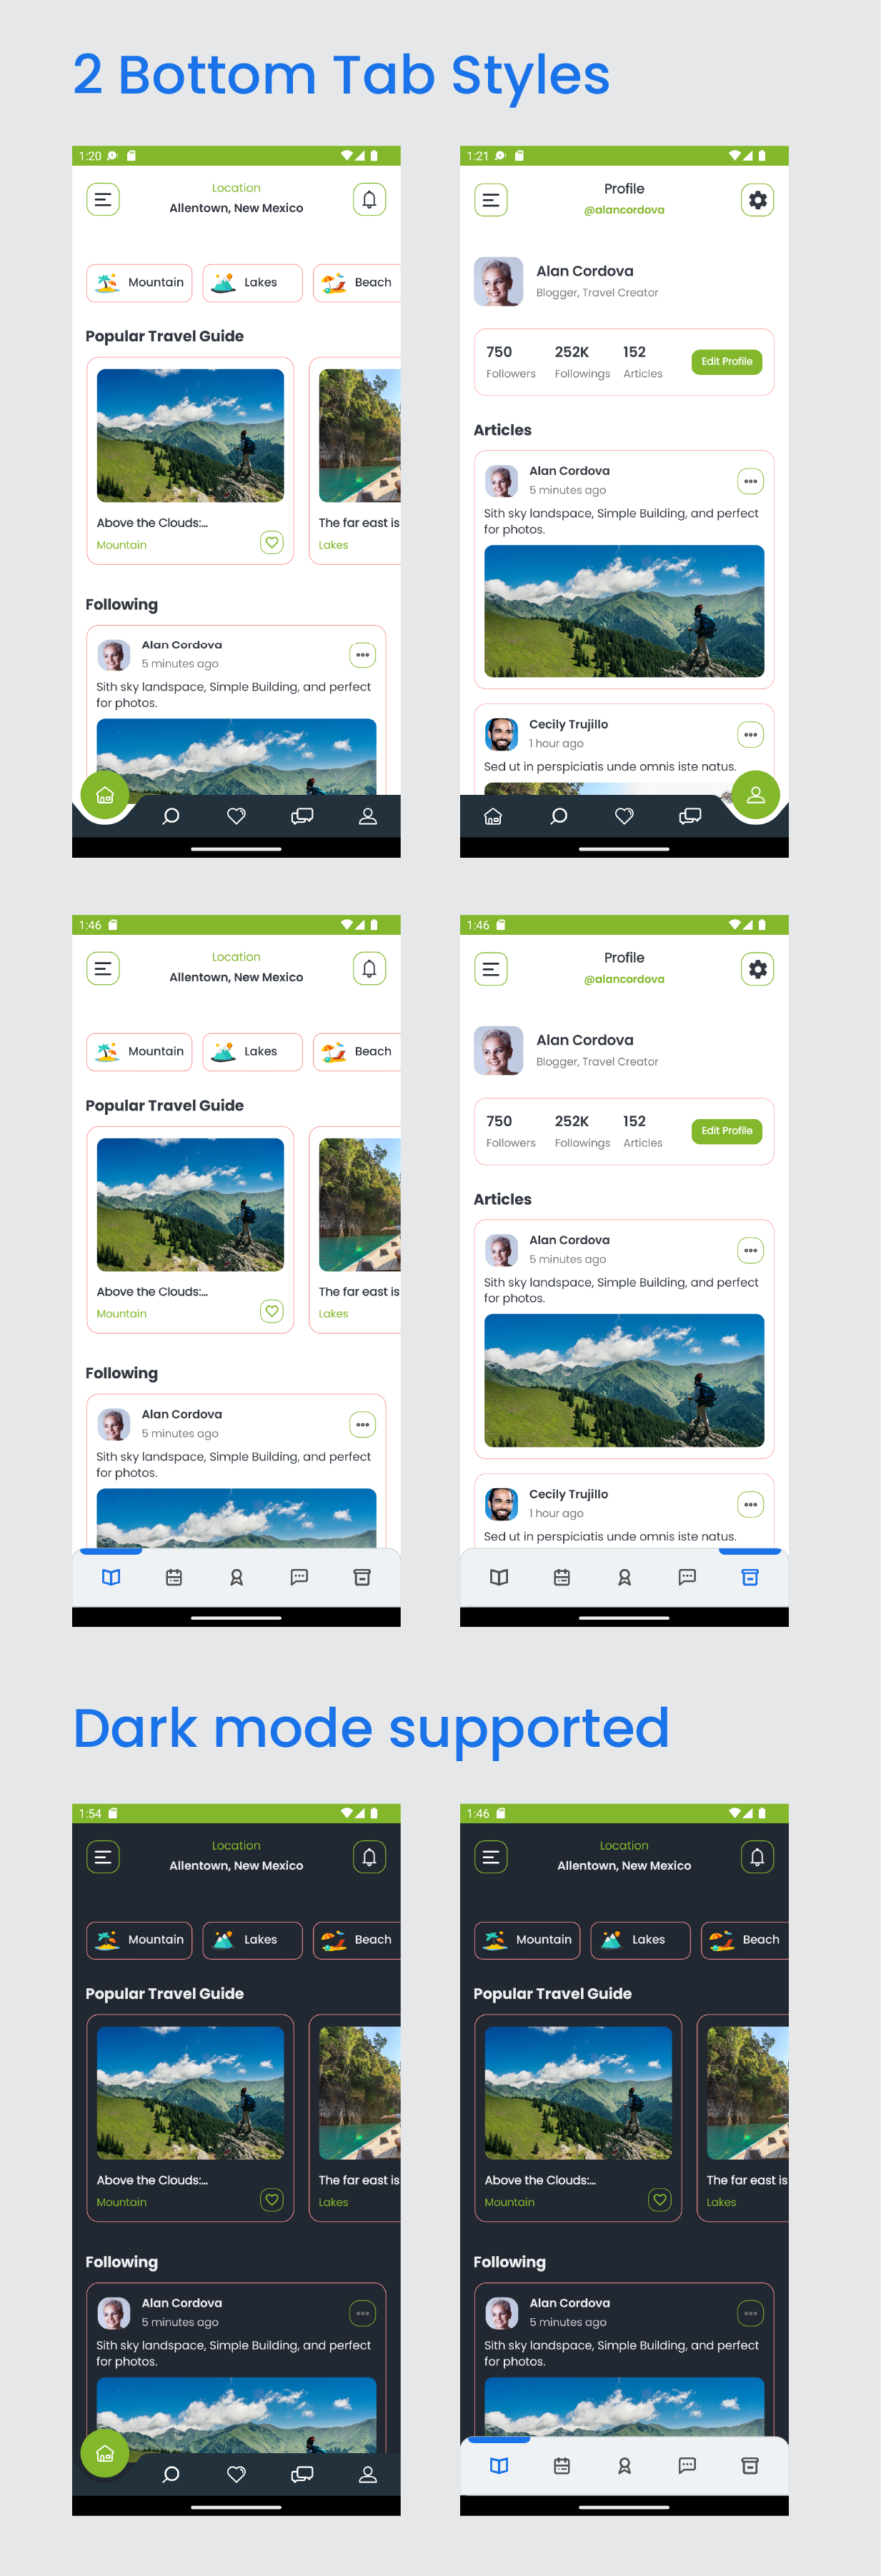 2 Bottom Tab Styles
1:20
Location
Allentown, New Mexico
Mountain
Lakes
Beach
Popular Travel Guide
Above the Clouds:...
Mountain
The far east is
Lakes
Following
Alan Cordova
5 minutes ago
Sith sky landspace, Simple Building, and perfect
for photos.
1:21
Profile
@alancordova
Alan Cordova
Blogger, Travel Creator
750
Followers
252K
Followings
152
Articles
Edit Profile
Articles
Alan Cordova
5 minutes ago
Sith sky landspace, Simple Building, and perfect
for photos.
Cecily Trujillo
1 hour ago
Sed ut in perspiciatis unde omnis iste natus.
1:46
Location
Allentown, New Mexico
Mountain
Lakes
Beach
Popular Travel Guide
Above the Clouds:...
Mountain
The far east is
Lakes
Following
Alan Cordova
5 minutes ago
Sith sky landspace, Simple Building, and perfect
for photos.
1:46
Profile
@alancordova
Alan Cordova
Blogger, Travel Creator
750
Followers
252K
Followings
152
Articles
Edit Profile
Articles
Alan Cordova
5 minutes ago
Sith sky landspace, Simple Building, and perfect
for photos.
Cecily Trujillo
1 hour ago
Sed ut in perspiciatis unde omnis iste natus.
Dark mode supported
1:54
Location
Allentown, New Mexico
Mountain
Lakes
Beach
Popular Travel Guide
Above the Clouds:...
Mountain
The far east is
Lakes
Following
Alan Cordova
5 minutes ago
Sith sky landspace, Simple Building, and perfect
for photos.
1:46
Location
Allentown, New Mexico
Mountain
Lakes
Beach
Popular Travel Guide
Above the Clouds:...
Mountain
The far east is
Lakes
Following
Alan Cordova
5 minutes ago
Sith sky landspace, Simple Building, and perfect
for photos.